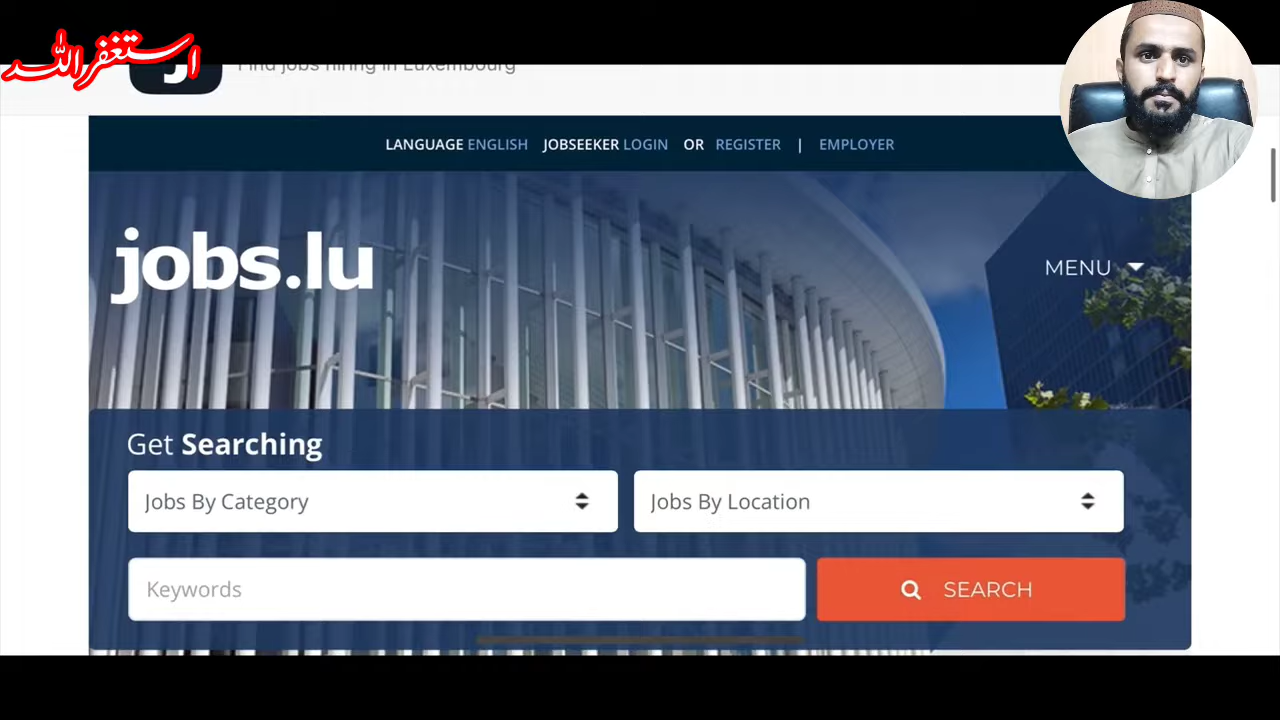 استغفرالله
Find jobs hiring in Luxembourg
LANGUAGE ENGLISH JOBSEEKER LOGIN OR REGISTER | EMPLOYER
jobs.lu
MENU
Get Searching
Jobs By Category
Jobs By Location
Keywords
SEARCH